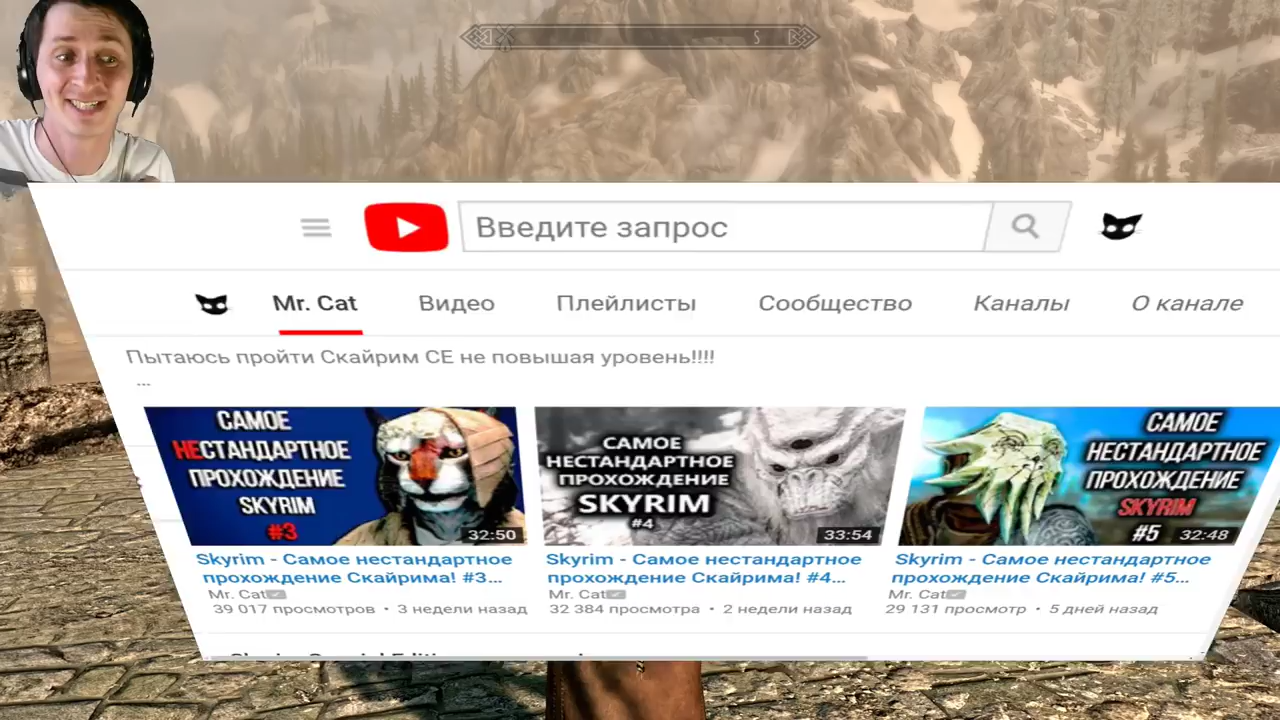 S
Введите запрос
Mr. Cat Видео Плейлисты Сообщество Каналы О канале
Пытаюсь пройти Скайрим СЕ не повышая уровень!!!!
...
САМОЕ
НЕСТАНДАРТНОЕ
ПРОХОЖДЕНИЕ
SKYRIM
#3
32:50
САМОЕ
НЕСТАНДАРТНОЕ
ПРОХОЖДЕНИЕ
SKYRIM
#4
33:54
САМОЕ
НЕСТАНДАРТНОЕ
ПРОХОЖДЕНИЕ
SKYRIM
#5
32:48
Skyrim - Самое нестандартное
прохождение Скайрима! #3...
Mr. Cat
39 017 просмотров • 3 недели назад
Skyrim - Самое нестандартное
прохождение Скайрима! #4...
Mr. Cat
32 384 просмотра • 2 недели назад
Skyrim - Самое нестандартное
прохождение Скайрима! #5...
Mr. Cat
29 131 просмотр • 5 дней назад